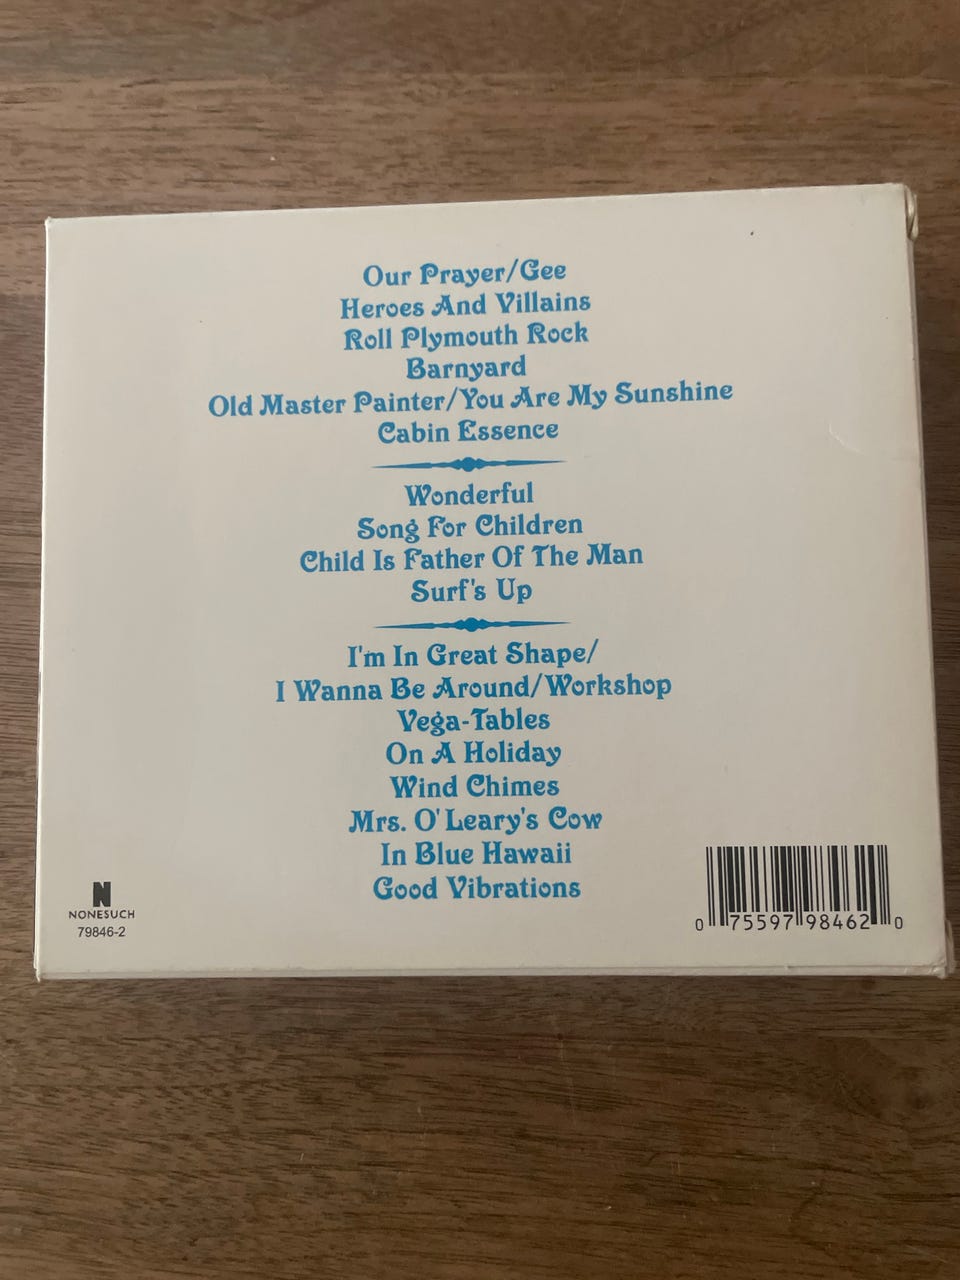 Our Prayer/Gee
Heroes And Villains
Roll Plymouth Rock
Barnyard
Old Master Painter/You Are My Sunshine
Cabin Essence
Wonderful
Song For Children
Child Is Father Of The Man
Surf's Up
I'm In Great Shape/
I Wanna Be Around/Workshop
Vega-Tables
On A Holiday
Wind Chimes
Mrs. O'Leary's Cow
In Blue Hawaii
Good Vibrations
N
NONESUCH
79846-2
0 75597 98462 0